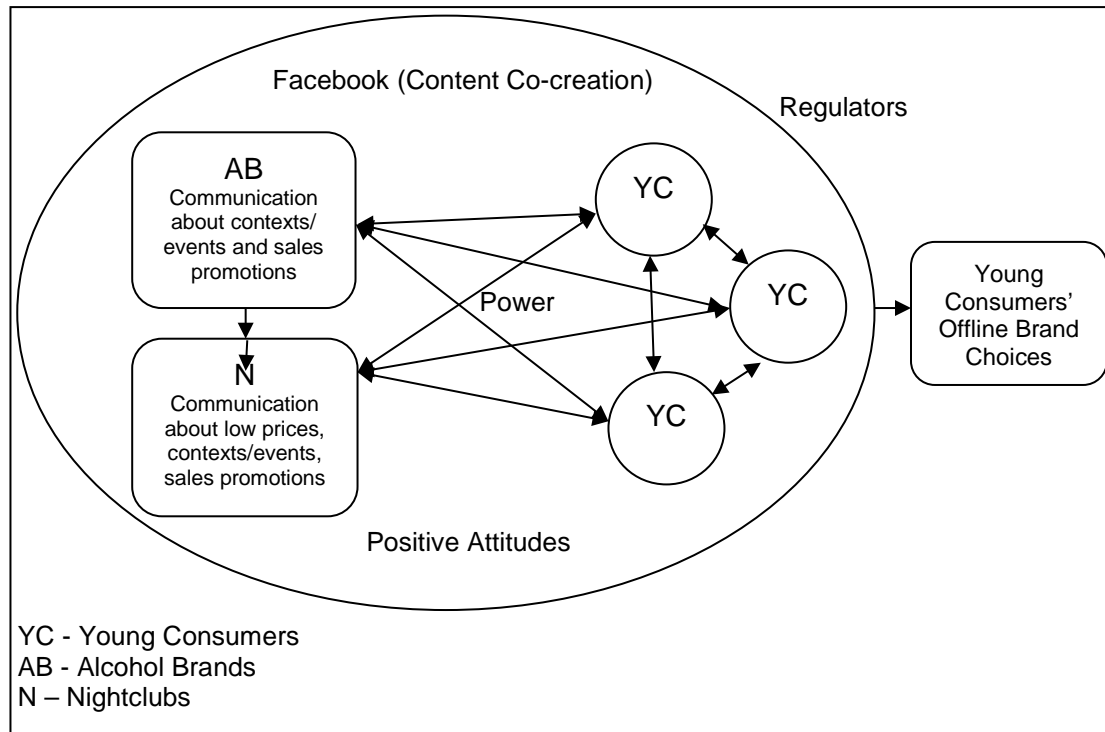 Facebook (Content Co-creation)
Regulators
AB
Communication
about contexts/
events and sales
promotions
YC
YC
YC
Power
N
Communication
about low prices,
contexts/events,
sales promotions
Young
Consumers’
Offline Brand
Choices
Positive Attitudes
YC - Young Consumers
AB - Alcohol Brands
N – Nightclubs